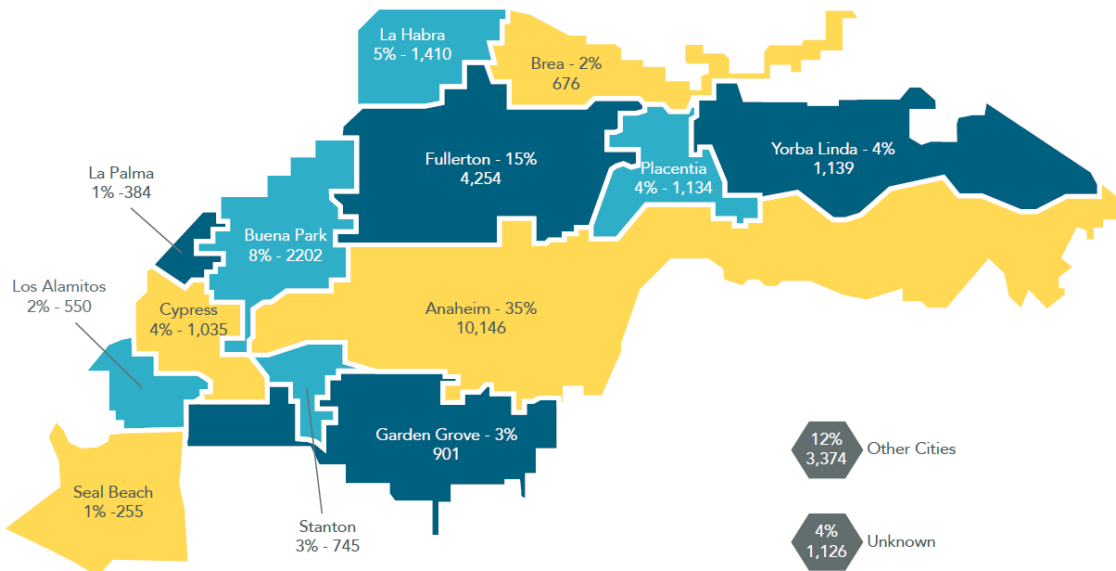 La Habra
5% - 1,410
Brea - 2%
676
Fullerton - 15%
4,254
Placentia
4% - 1,134
Yorba Linda - 4%
1,139
La Palma
1% -384
Buena Park
8% - 2202
Los Alamitos
2% - 550
Cypress
4% - 1,035
Anaheim - 35%
10,146
Garden Grove - 3%
901
Seal Beach
1% -255
Stanton
3% - 745
12%
3,374
Other Cities
4%
1,126
Unknown